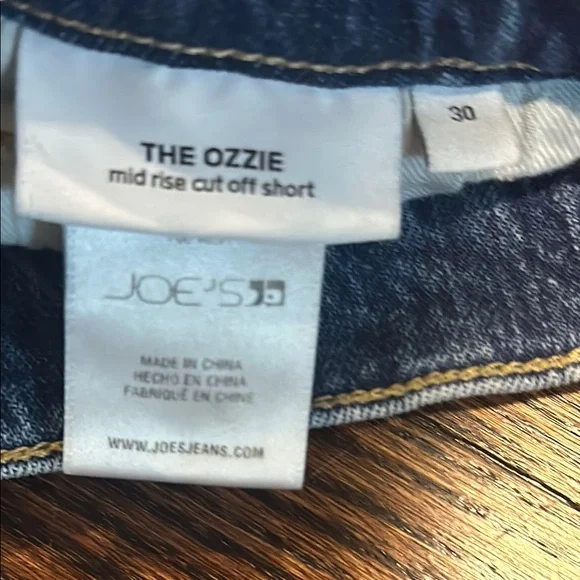 THE OZZIE
mid rise cut off short
30
JOE'S
MADE IN CHINA
HECHO EN CHINA
FABRIQUÉ EN CHINE
WWW.JOESJEANS.COM